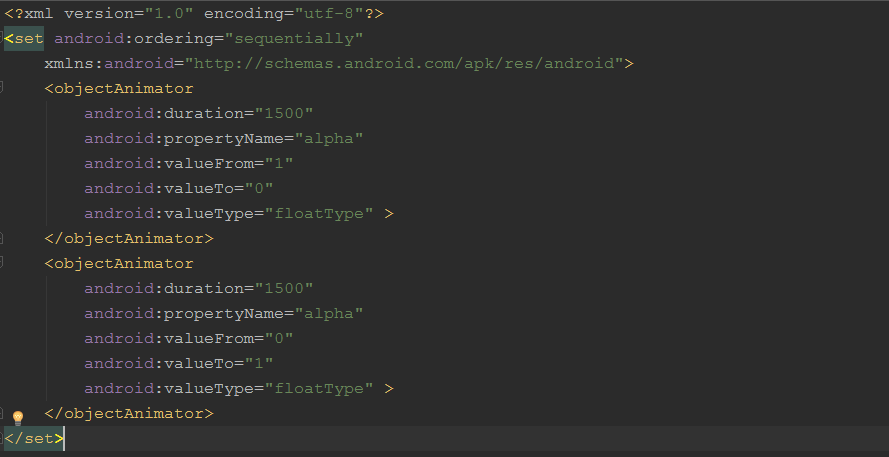 <?xml version="1.0" encoding="utf-8"?>
<set android:ordering="sequentially"
    xmlns:android="http://schemas.android.com/apk/res/android">
    <objectAnimator
        android:duration="1500"
        android:propertyName="alpha"
        android:valueFrom="1"
        android:valueTo="0"
        android:valueType="floatType" >
    </objectAnimator>
    <objectAnimator
        android:duration="1500"
        android:propertyName="alpha"
        android:valueFrom="0"
        android:valueTo="1"
        android:valueType="floatType" >
    </objectAnimator>
</set>